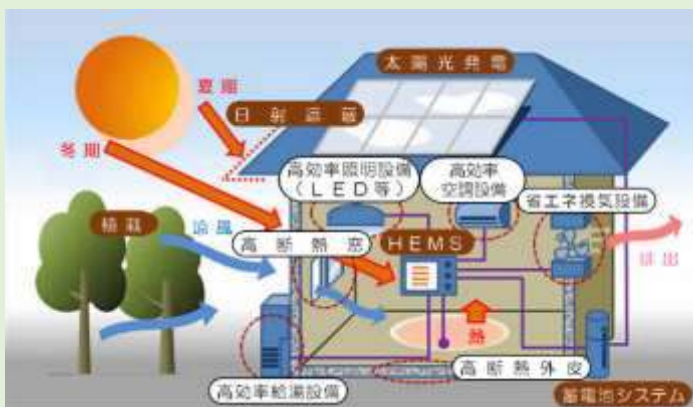 太陽光発電
夏期
日射遮蔽
冬期
高効率照明設備
（ＬＥＤ等）
高効率
空調設備
省エネ換気設備
植栽
涼風
高断熱窓
HEMS
排出
熱
高断熱外皮
高効率給湯設備
蓄電地システム